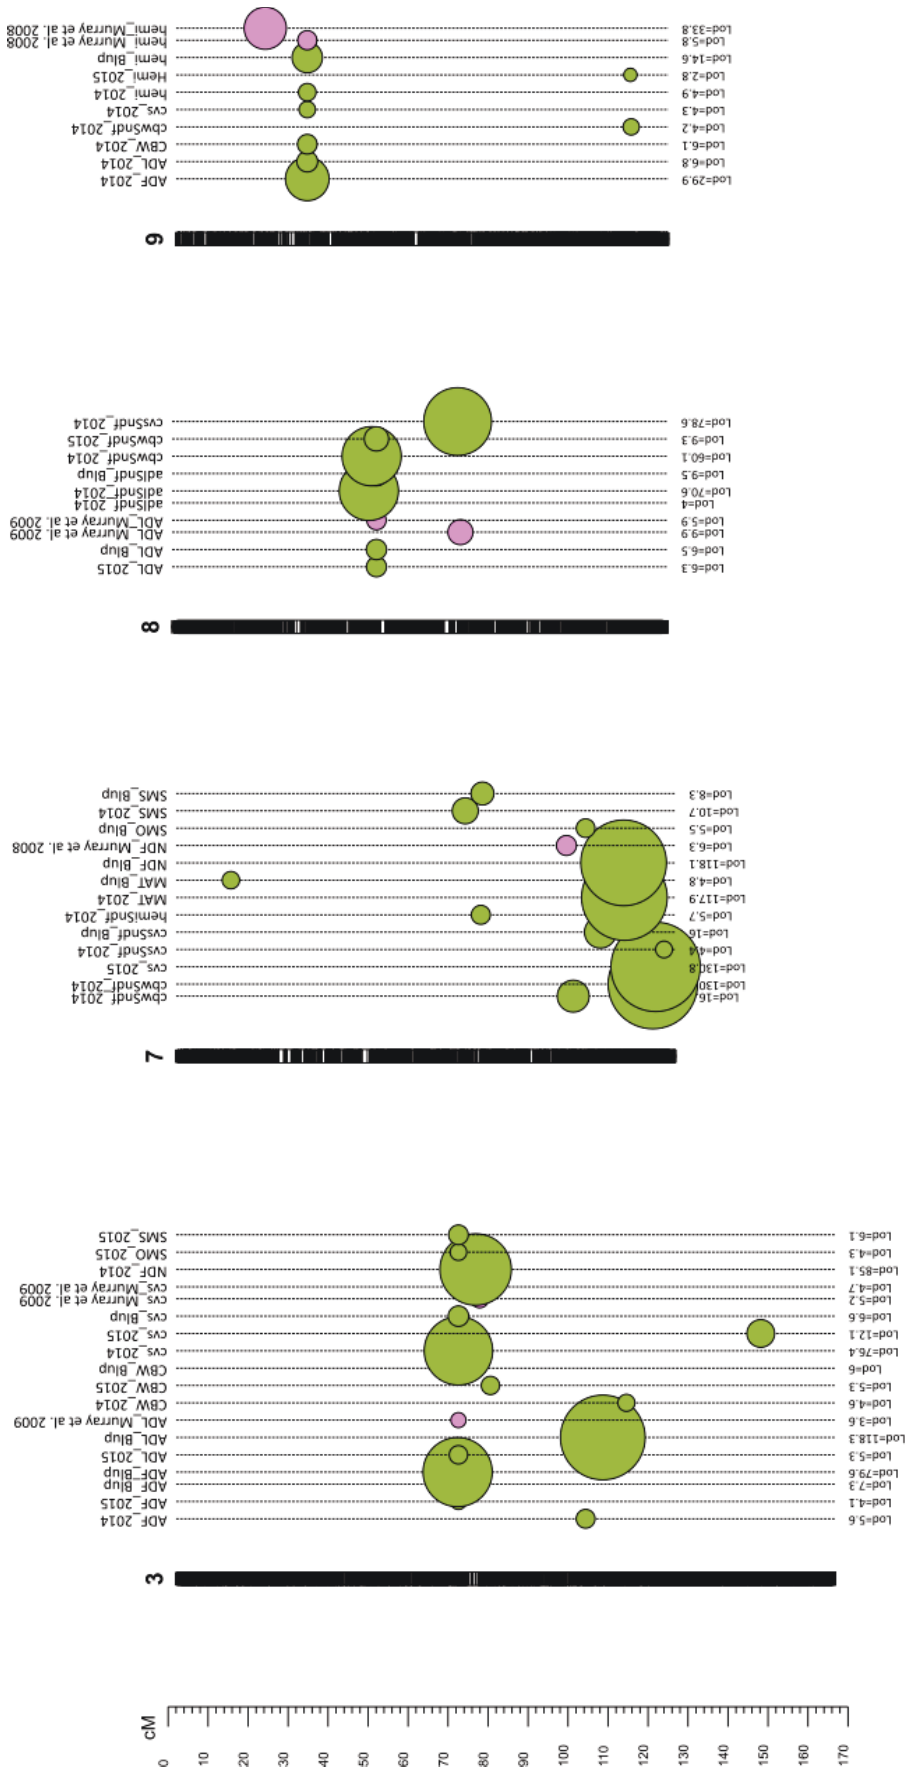 hemi_Murray et al. 2008 Lod=33.8
hemi_Murray et al. 2008 Lod=5.8
hemi_Blup Lod=14.6
Hemi_2015 Lod=2.8
hemi_2014 Lod=4.9
cvs_2014 Lod=4.3
cbwSndf_2014 Lod=4.2
CBW_2014 Lod=6.1
ADL_2014 Lod=6.8
ADF_2014 Lod=29.9
9
cvsSndf_2014 Lod=78.6
cbwSndf_2015 Lod=9.3
cbwSndf_2014 Lod=60.1
adlSndf_Blup Lod=9.5
adlSndf_2014 Lod=70.6
adlSndf_2014 Lod=4
ADL_Murray et al. 2009 Lod=5.9
ADL_Murray et al. 2009 Lod=9.9
ADL_Blup Lod=6.5
ADL_2015 Lod=6.3
8
SMS_Blup Lod=8.3
SMS_2014 Lod=10.7
SMO_Blup Lod=5.5
NDF_Murray et al. 2008 Lod=6.3
NDF_Blup Lod=118.1
MAT_Blup Lod=4.8
MAT_2014 Lod=117.9
hemiSndf_2014 Lod=5.7
cvsSndf_Blup Lod=16
cvsSndf_2014 Lod=4.4
cvs_2015 Lod=130.8
cbwSndf_2014 Lod=130
cbwSndf_2014 Lod=16
7
SMS_2015 Lod=6.1
SMO_2015 Lod=4.3
NDF_2014 Lod=85.1
cvs_Murray et al. 2009 Lod=4.7
cvs_Murray et al. 2009 Lod=5.2
cvs_Blup Lod=6.6
cvs_2015 Lod=12.1
cvs_2014 Lod=76.4
CBW_Blup Lod=6
CBW_2015 Lod=5.3
CBW_2014 Lod=4.6
ADL_Murray et al. 2009 Lod=3.6
ADL_Blup Lod=118.3
ADL_2015 Lod=5.3
ADF_Blup Lod=79.6
ADF_Blup Lod=7.3
ADF_2015 Lod=4.1
ADF_2014 Lod=5.6
3
cM
0 10 20 30 40 50 60 70 80 90 100 110 120 130 140 150 160 170